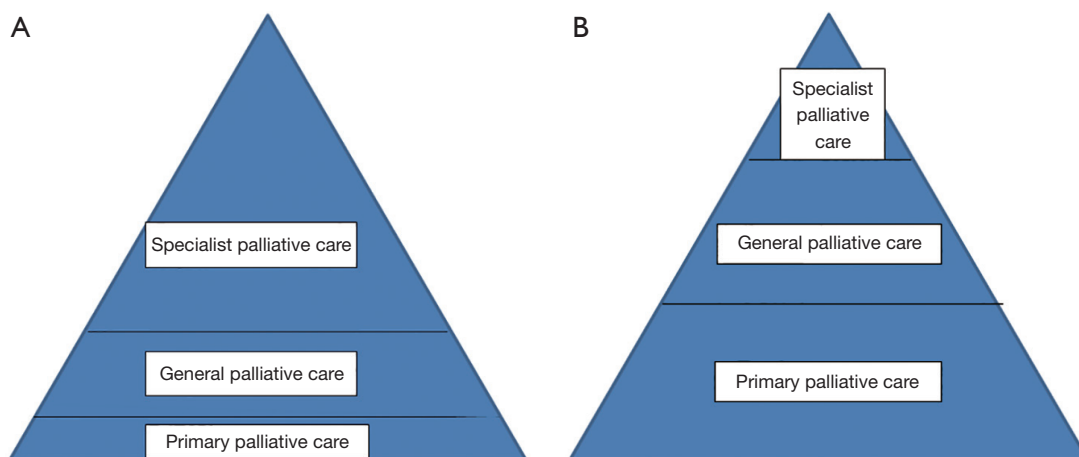 A
Specialist palliative care
General palliative care
Primary palliative care
B
Specialist
palliative
care
General palliative care
Primary palliative care